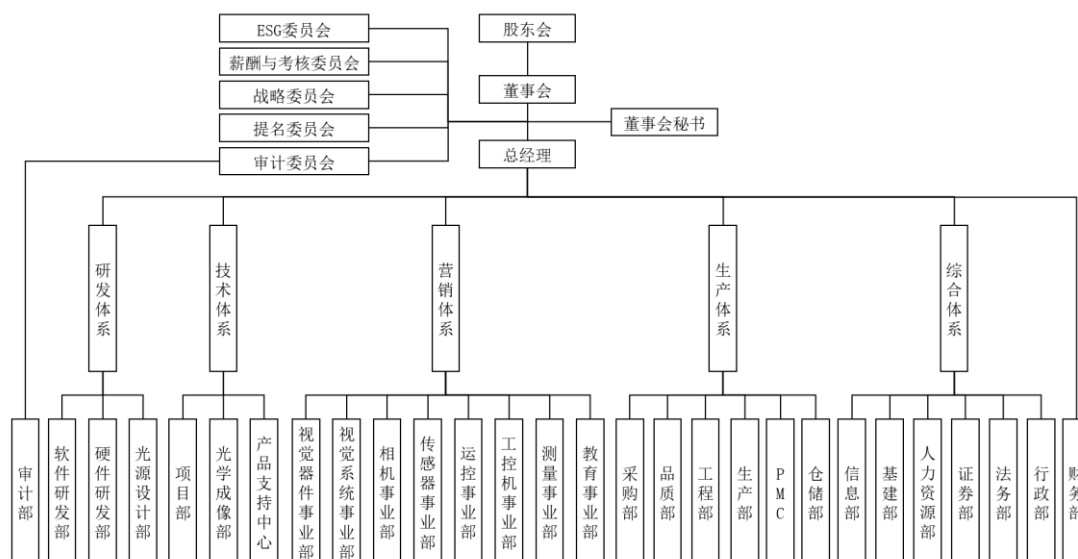 ESG委员会
股东会
薪酬与考核委员会
战略委员会
董事会
提名委员会
董事会秘书
审计委员会
总经理
研发体系
技术体系
营销体系
生产体系
综合体系
审计部
软件研发部
硬件研发部
光源设计部
项目部
光学成像部
产品支持中心
视觉器件事业部
视觉系统事业部
相机事业部
传感器事业部
运控事业部
工控机事业部
测量事业部
教育事业部
采购部
品质部
工程部
生产部
PMC
仓储部
信息部
基建部
人力资源部
证券部
法务部
行政部
财务部